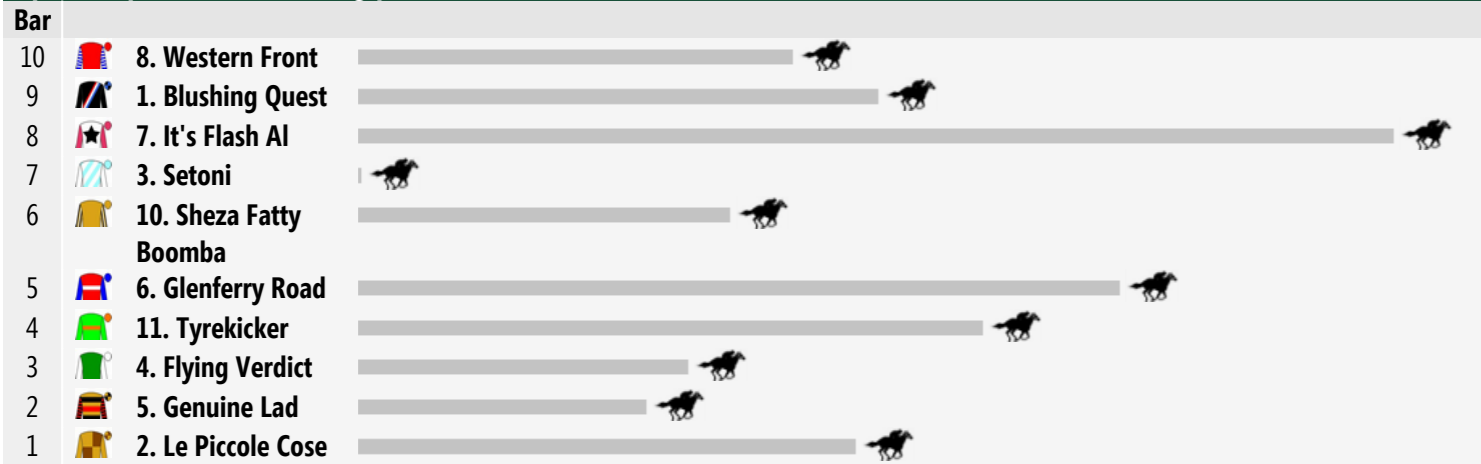 Bar
10 8. Western Front
9 1. Blushing Quest
8 7. It's Flash Al
7 3. Setoni
6 10. Sheza Fatty
Boomba
5 6. Glenferry Road
4 11. Tyrekicker
3 4. Flying Verdict
2 5. Genuine Lad
1 2. Le Piccole Cose